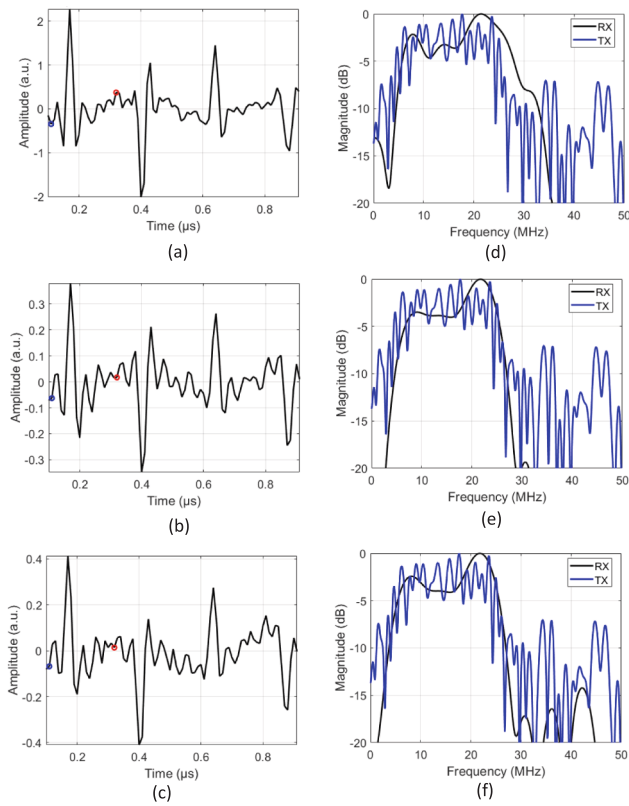 2
1
0
-1
-2
Amplitude (a.u.)
0.2
0.4
0.6
0.8
Time (μs)
(a)
0
-5
-10
-15
-20
Magnitude (dB)
0
10
20
30
40
50
Frequency (MHz)
RX
TX
(d)
0.3
0.2
0.1
0
-0.1
-0.2
-0.3
Amplitude (a.u.)
0.2
0.4
0.6
0.8
Time (μs)
(b)
0
-5
-10
-15
-20
Magnitude (dB)
0
10
20
30
40
50
Frequency (MHz)
RX
TX
(e)
0.4
0.2
0
-0.2
-0.4
Amplitude (a.u.)
0.2
0.4
0.6
0.8
Time (μs)
(c)
0
-5
-10
-15
-20
Magnitude (dB)
0
10
20
30
40
50
Frequency (MHz)
RX
TX
(f)